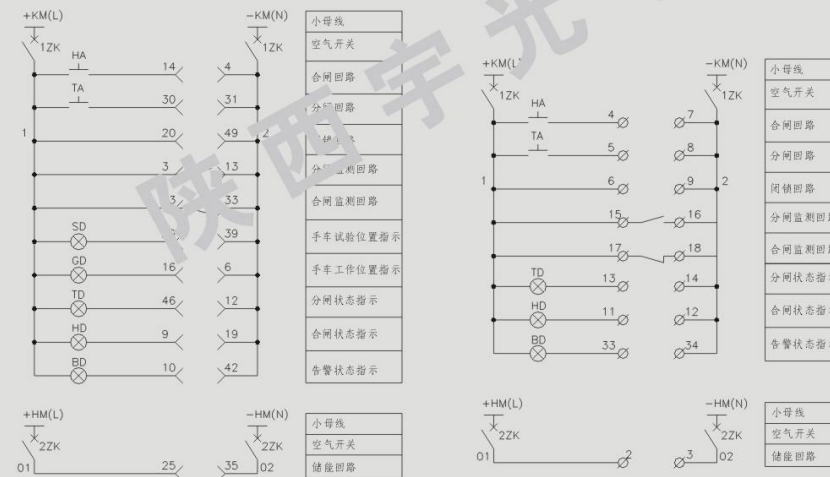 +KM(L)
-KM(N)
小母线
1ZK
1ZK
空气开关
HA
14
4
合闸回路
TA
30
31
分闸回路
1
20
49
2
3
13
分闸监测回路
33
合闸监测回路
SD
39
手车试验位置指示
GD
16
6
手车工作位置指示
TD
46
12
分闸状态指示
HD
9
19
合闸状态指示
BD
10
42
告警状态指示
+HM(L)
-HM(N)
小母线
2ZK
2ZK
空气开关
01
25
35
02
储能回路
+KM(L)
-KM(N)
小母线
1ZK
1ZK
空气开关
HA
4
7
合闸回路
TA
5
8
分闸回路
1
6
9
2
闭锁回路
15
16
分闸监测回
17
18
合闸监测回
TD
13
14
分闸状态指
HD
11
12
合闸状态指
BD
33
34
告警状态指
+HM(L)
-HM(N)
小母线
2ZK
2ZK
空气开关
01
2
3
02
储能回路
陕西宇光